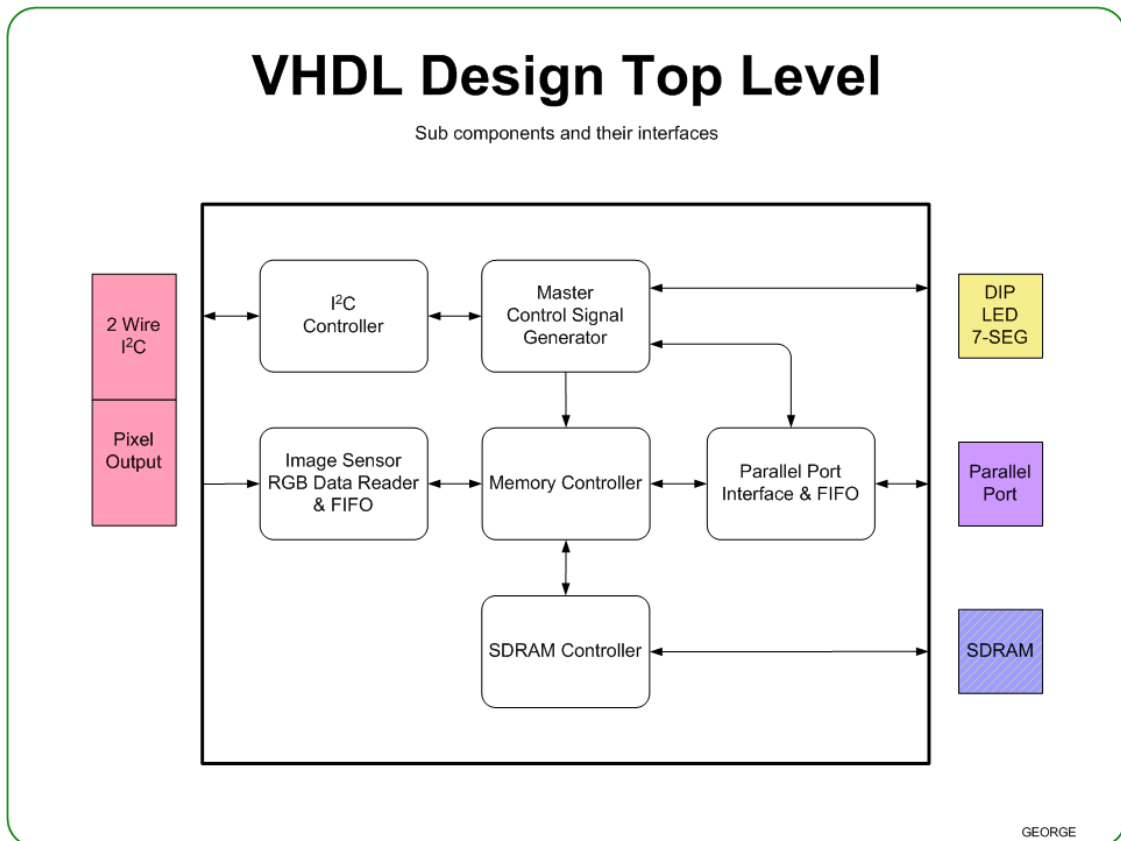 VHDL Design Top Level
Sub components and their interfaces
2 Wire
I²C
Pixel
Output
I²C
Controller
Master
Control Signal
Generator
DIP
LED
7-SEG
Image Sensor
RGB Data Reader
& FIFO
Memory Controller
Parallel Port
Interface & FIFO
Parallel
Port
SDRAM Controller
SDRAM
GEORGE